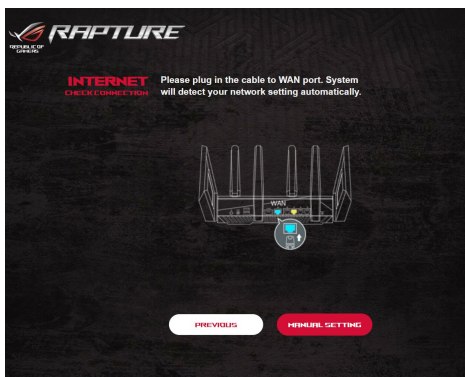 RAPTURE
REPUBLIC OF
GAMERS
INTERNET
CHECK CONNECTION
Please plug in the cable to WAN port. System
will detect your network setting automatically.
WAN
PREVIOUS
MANUAL SETTING